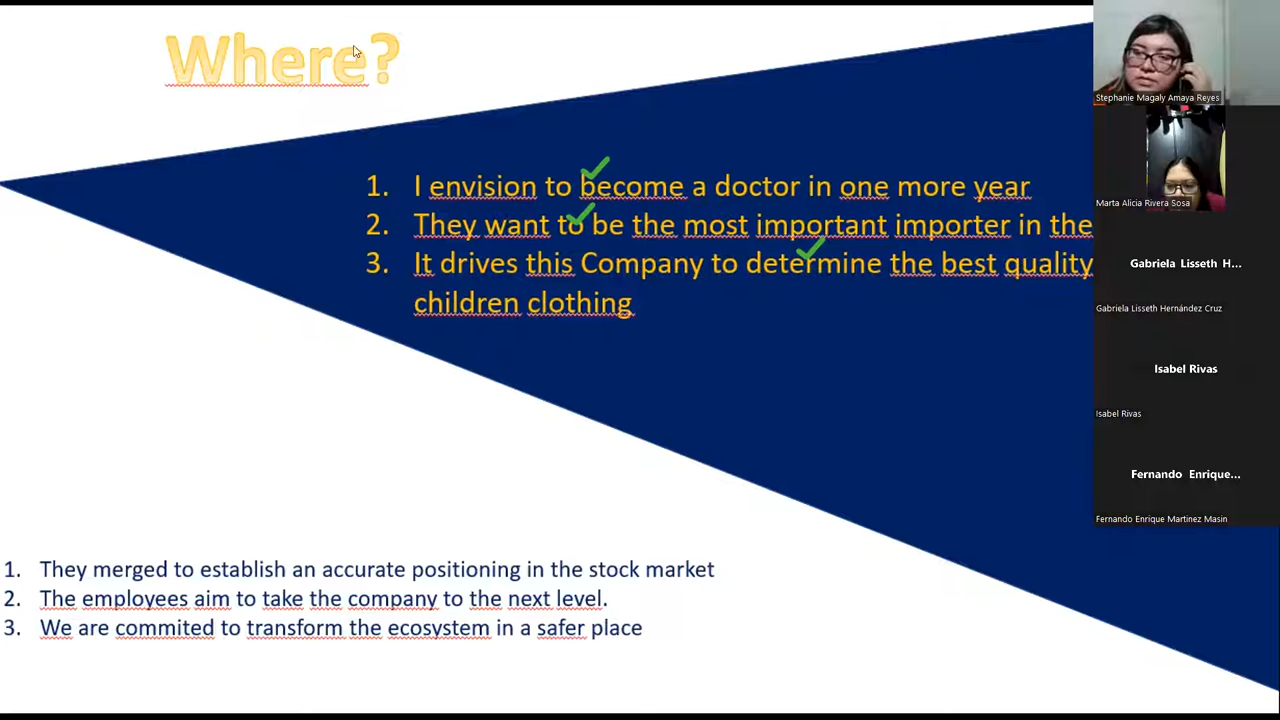 Where?
1. I envision to become a doctor in one more year
2. They want to be the most important importer in the
3. It drives this Company to determine the best quality
children clothing
1. They merged to establish an accurate positioning in the stock market
2. The employees aim to take the company to the next level.
3. We are commited to transform the ecosystem in a safer place
Stephanie Magaly Amaya Reyes
Marta Alicia Rivera Sosa
Gabriela Lisseth H...
Gabriela Lisseth Hernández Cruz
Isabel Rivas
Isabel Rivas
Fernando Enrique...
Fernando Enrique Martinez Masin